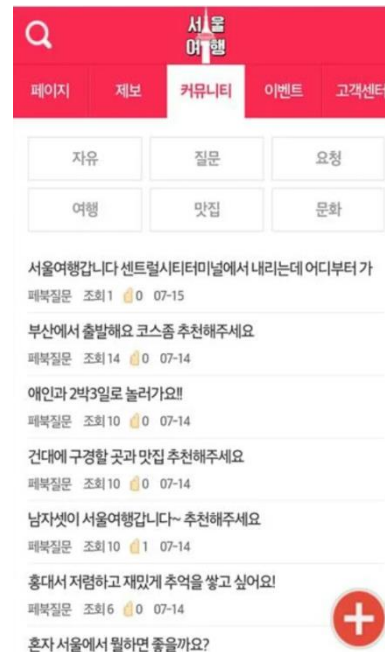 서울
여행
페이지 제보 커뮤니티 이벤트 고객센터
자유 질문 요청
여행 맛집 문화
서울여행갑니다 센트럴시티터미널에서 내리는데 어디부터 가
페북질문 조회 1 0 07-15
부산에서 출발해요 코스좀 추천해주세요
페북질문 조회 14 0 07-14
애인과 2박3일로 놀러가요!!
페북질문 조회 10 0 07-14
건대에 구경할 곳과 맛집 추천해주세요
페북질문 조회 10 0 07-14
남자셋이 서울여행갑니다~ 추천해주세요
페북질문 조회 10 1 07-14
홍대서 저렴하고 재밌게 추억을 쌓고 싶어요!
페북질문 조회 6 0 07-14
혼자 서울에서 뭘하면 좋을까요?